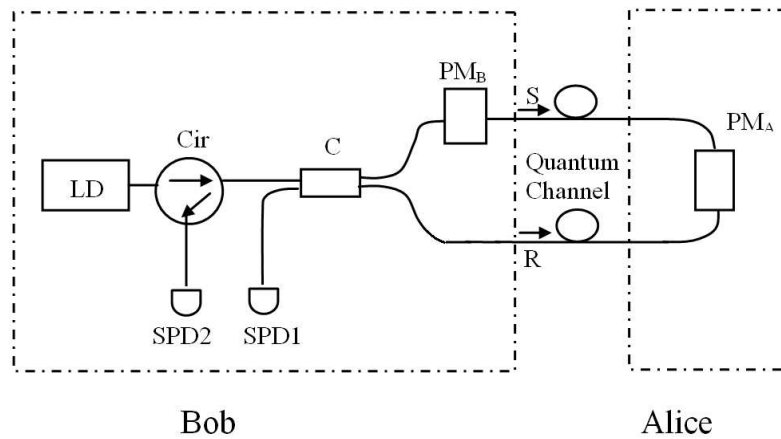 PM_B
S
PM_A
Cir
C
LD
Quantum
Channel
R
SPD2
SPD1
Bob
Alice